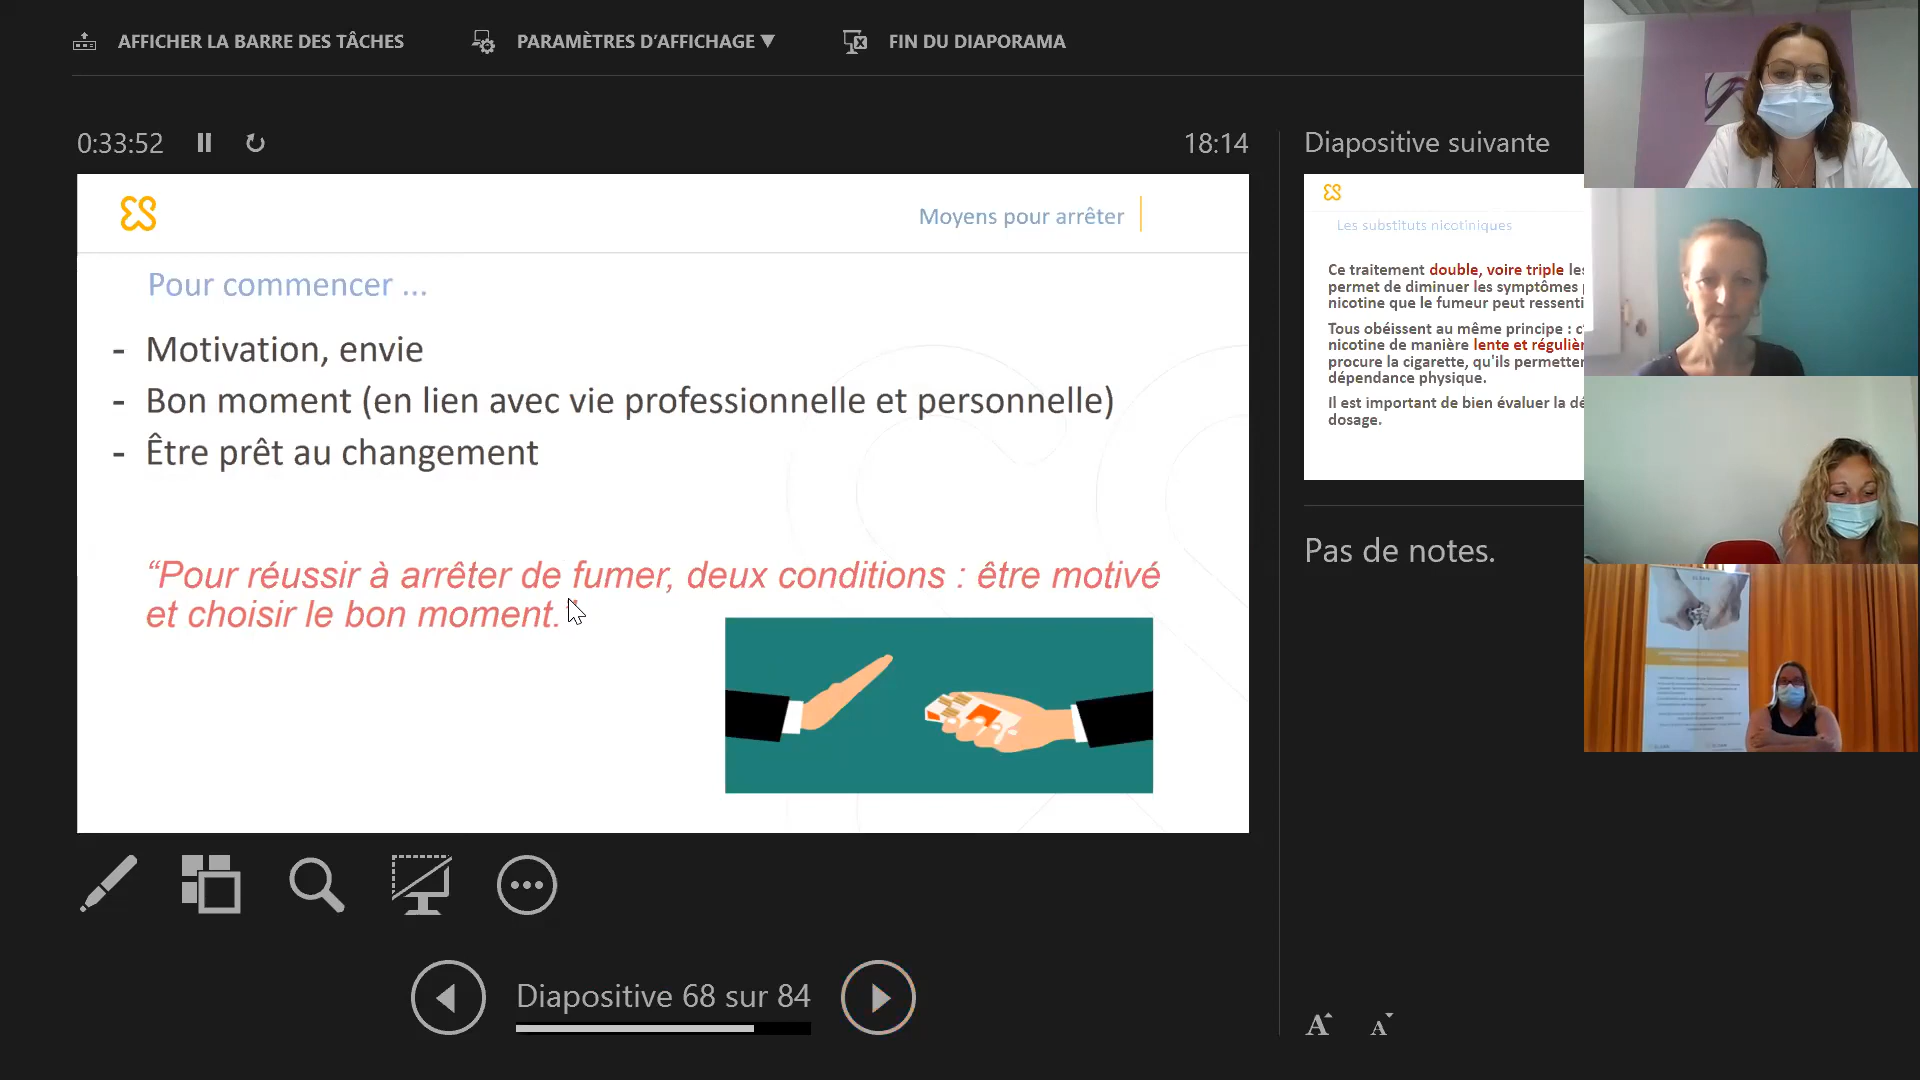 AFFICHER LA BARRE DES TÂCHES
PARAMÈTRES D'AFFICHAGE ▼
FIN DU DIAPORAMA
0:33:52
18:14
Moyens pour arrêter
Pour commencer ...
- Motivation, envie
- Bon moment (en lien avec vie professionnelle et personnelle)
- Être prêt au changement
“Pour réussir à arrêter de fumer, deux conditions : être motivé
et choisir le bon moment.
Diapositive 68 sur 84
Diapositive suivante
Les substituts nicotiniques
Ce traitement double, voire triple les
permet de diminuer les symptômes
nicotine que le fumeur peut ressenti
Tous obéissent au même principe : c'
nicotine de manière lente et régulièr
procure la cigarette, qu'ils permetter
dépendance physique.
Il est important de bien évaluer la dé
dosage.
Pas de notes.
A A